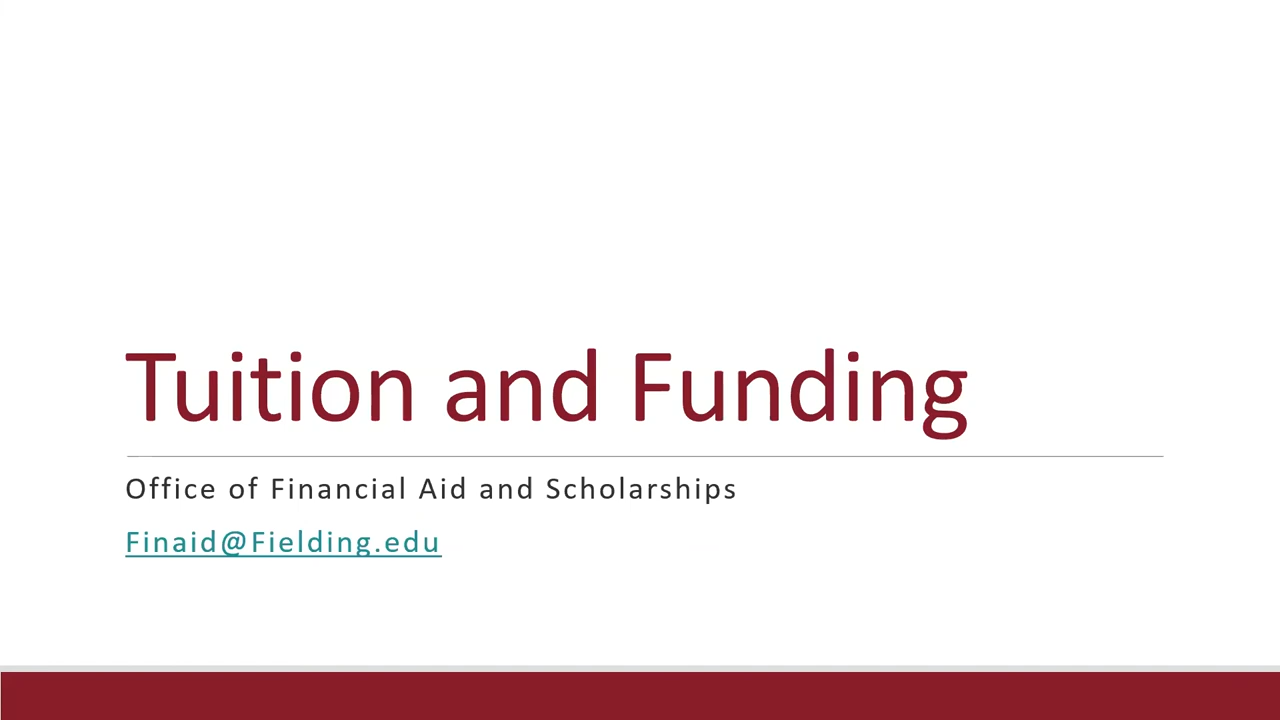 Tuition and Funding
Office of Financial Aid and Scholarships
Finaid@Fielding.edu